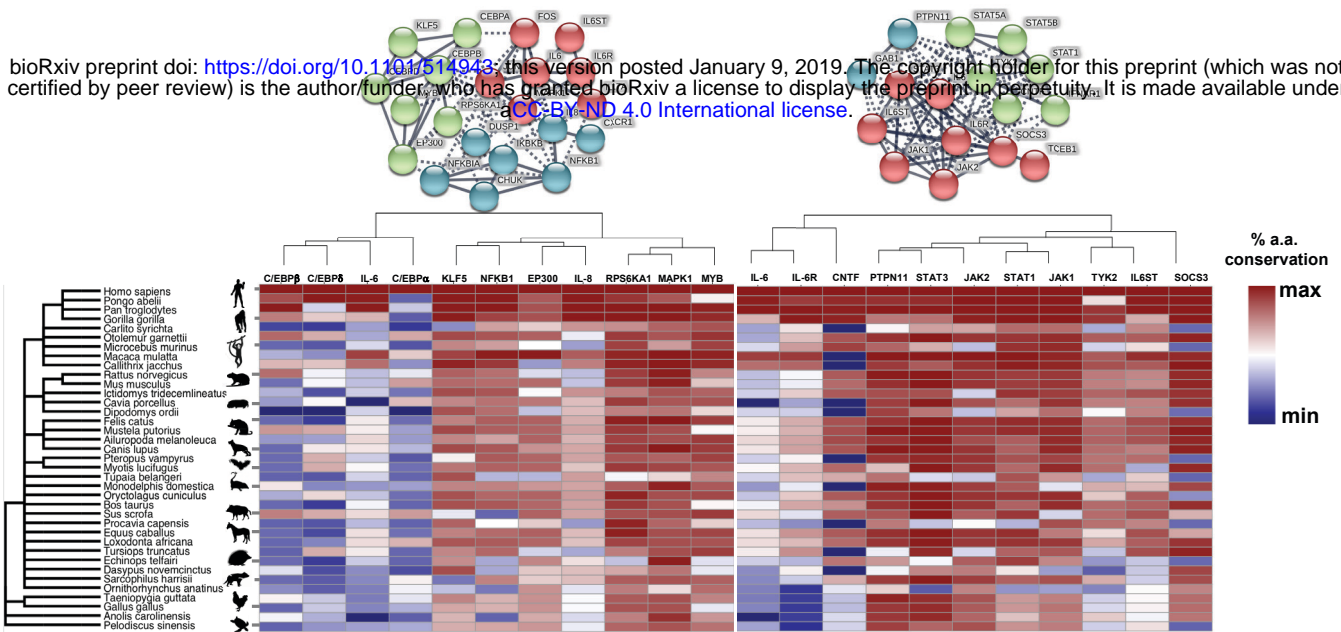 KLF5 CEBPA FOS IL6ST
PTPN11 STAT5A STAT5B
CEBPB IL6 IL6R
GAB1 STAT1
bioRxiv preprint doi: https://doi.org/10.1101/514943; this version posted January 9, 2019. The copyright holder for this preprint (which was not
certified by peer review) is the author/funder, who has granted bioRxiv a license to display the preprint in perpetuity. It is made available under
aCC-BY-ND 4.0 International license.
RPS6KA1
DUSP1 CXCR1
EP300 IKBKB
NFKBIA NFKB1
CHUK
IL6ST IL6R SOCS3
JAK1 TCEB1
JAK2
% a.a.
conservation
max
min
C/EBPβ C/EBPδ IL-6 C/EBPα KLF5 NFKB1 EP300 IL-8 RPS6KA1 MAPK1 MYB
IL-6 IL-6R CNTF PTPN11 STAT3 JAK2 STAT1 JAK1 TYK2 IL6ST SOCS3
Homo sapiens
Pongo abelii
Pan troglodytes
Gorilla gorilla
Carlito syrichta
Otolemur garnettii
Microcebus murinus
Macaca mulatta
Callithrix jacchus
Rattus norvegicus
Mus musculus
Ictidomys tridecemlineatus
Cavia porcellus
Dipodomys ordii
Felis catus
Mustela putorius
Ailuropoda melanoleuca
Canis lupus
Pteropus vampyrus
Myotis lucifugus
Tupaia belangeri
Monodelphis domestica
Oryctolagus cuniculus
Bos taurus
Sus scrofa
Procavia capensis
Equus caballus
Loxodonta africana
Tursiops truncatus
Echinops telfairi
Dasypus novemcinctus
Sarcophilus harrisii
Ornithorhynchus anatinus
Taeniopygia guttata
Gallus gallus
Anolis carolinensis
Pelodiscus sinensis